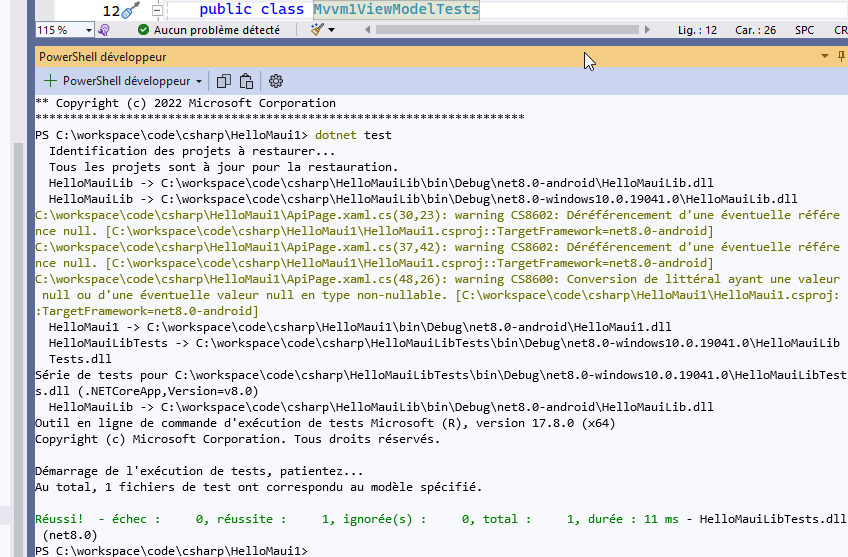 12 public class Mvvm1ViewModelTests
115 % Aucun problème détecté Lig. : 12 Car. : 26 SPC CR
PowerShell développeur
PowerShell développeur
** Copyright (c) 2022 Microsoft Corporation
**********************************************************************
PS C:\workspace\code\csharp\HelloMaui1> dotnet test
  Identification des projets à restaurer...
  Tous les projets sont à jour pour la restauration.
  HelloMauiLib -> C:\workspace\code\csharp\HelloMauiLib\bin\Debug\net8.0-android\HelloMauiLib.dll
  HelloMauiLib -> C:\workspace\code\csharp\HelloMauiLib\bin\Debug\net8.0-windows10.0.19041.0\HelloMauiLib.dll
C:\workspace\code\csharp\HelloMaui1\ApiPage.xaml.cs(30,23): warning CS8602: Déréférencement d'une éventuelle référe
nce null. [C:\workspace\code\csharp\HelloMaui1\HelloMaui1.csproj::TargetFramework=net8.0-android]
C:\workspace\code\csharp\HelloMaui1\ApiPage.xaml.cs(37,42): warning CS8602: Déréférencement d'une éventuelle référe
nce null. [C:\workspace\code\csharp\HelloMaui1\HelloMaui1.csproj::TargetFramework=net8.0-android]
C:\workspace\code\csharp\HelloMaui1\ApiPage.xaml.cs(48,26): warning CS8600: Conversion de littéral ayant une valeur
 null ou d'une éventuelle valeur null en type non-nullable. [C:\workspace\code\csharp\HelloMaui1\HelloMaui1.csproj:
:TargetFramework=net8.0-android]
  HelloMaui1 -> C:\workspace\code\csharp\HelloMaui1\bin\Debug\net8.0-android\HelloMaui1.dll
  HelloMauiLibTests -> C:\workspace\code\csharp\HelloMauiLibTests\bin\Debug\net8.0-windows10.0.19041.0\HelloMauiLib
  Tests.dll
Série de tests pour C:\workspace\code\csharp\HelloMauiLibTests\bin\Debug\net8.0-windows10.0.19041.0\HelloMauiLibTest
s.dll (.NETCoreApp,Version=v8.0)
  HelloMauiLib -> C:\workspace\code\csharp\HelloMauiLib\bin\Debug\net8.0-android\HelloMauiLib.dll
Outil en ligne de commande d'exécution de tests Microsoft (R), version 17.8.0 (x64)
Copyright (c) Microsoft Corporation. Tous droits réservés.
Démarrage de l'exécution de tests, patientez...
Au total, 1 fichiers de test ont correspondu au modèle spécifié.
Réussi!  - échec :     0, réussite :     1, ignorée(s) :     0, total :     1, durée : 11 ms - HelloMauiLibTests.dll
 (net8.0)
PS C:\workspace\code\csharp\HelloMaui1>